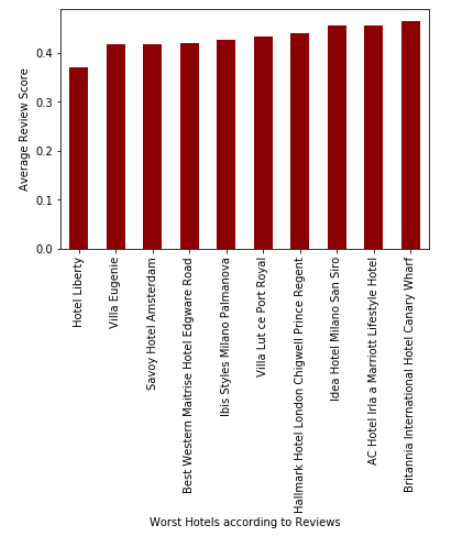 Average Review Score
0.4
0.3
0.2
0.1
0.0
Hotel Liberty
Villa Eugenie
Savoy Hotel Amsterdam
Best Western Maitrise Hotel Edgware Road
Ibis Styles Milano Palmanova
Villa Lut ce Port Royal
Hallmark Hotel London Chigwell Prince Regent
Idea Hotel Milano San Siro
AC Hotel Irla a Marriott Lifestyle Hotel
Britannia International Hotel Canary Wharf
Worst Hotels according to Reviews